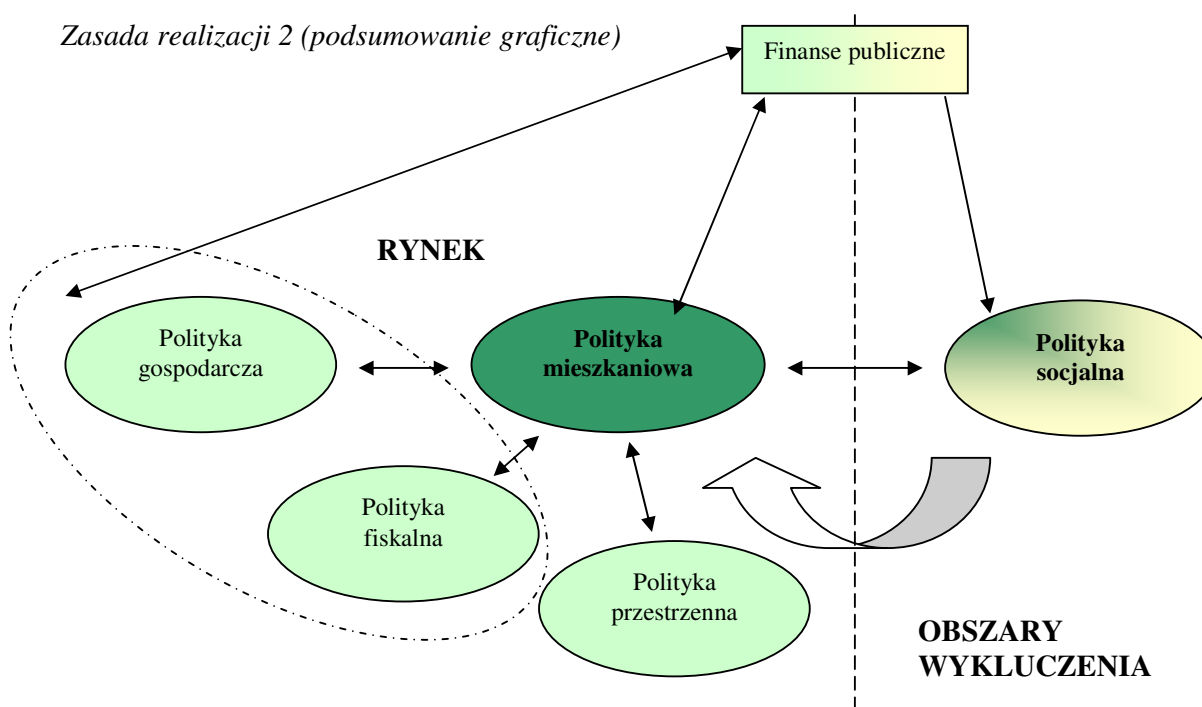 Zasada realizacji 2 (podsumowanie graficzne)
Finanse publiczne
RYNEK
Polityka
gospodarcza
Polityka
mieszkaniowa
Polityka
socjalna
Polityka
fiskalna
Polityka
przestrzenna
OBSZARY
WYKLUCZENIA